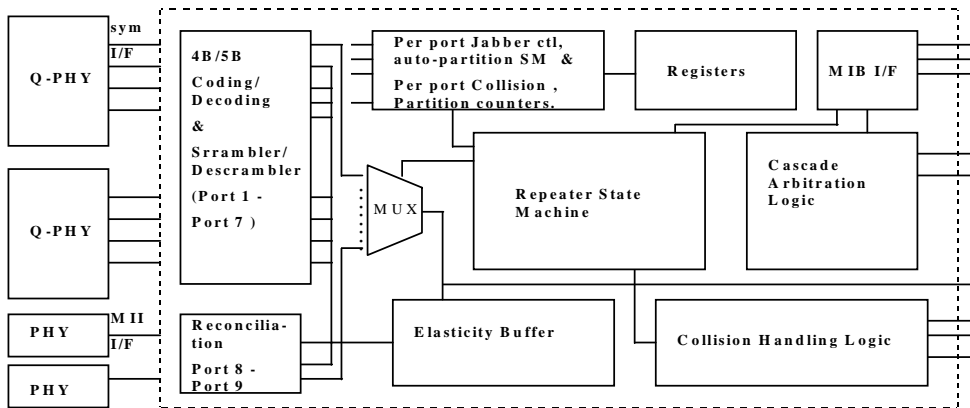 sym
I/F
Q-PHY
Q-PHY
MII
I/F
PHY
PHY
4B/5B
Coding/
Decoding
&
Srrambler/
Descrambler
(Port 1 -
Port 7 )
Reconcilia-
tion
Port 8 -
Port 9
Per port Jabber ctl,
auto-partition SM &
Per port Collision ,
Partition counters.
Registers
MIB I/F
MUX
Repeater State
Machine
Cascade
Arbitration
Logic
Elasticity Buffer
Collision Handling Logic